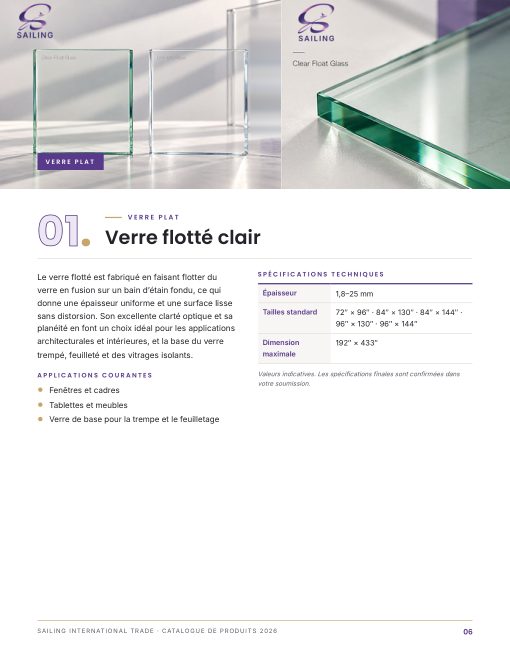 SAILING
Clear Float Glass
VERRE PLAT
SAILING
Clear Float Glass
01.
VERRE PLAT
Verre flotté clair
Le verre flotté est fabriqué en faisant flotter du
verre en fusion sur un bain d'étain fondu, ce qui
donne une épaisseur uniforme et une surface lisse
sans distorsion. Son excellente clarté optique et sa
planéité en font un choix idéal pour les applications
architecturales et intérieures, et la base du verre
trempé, feuilleté et des vitrages isolants.
APPLICATIONS COURANTES
Fenêtres et cadres
Tablettes et meubles
Verre de base pour la trempe et le feuilletage
SPÉCIFICATIONS TECHNIQUES
Épaisseur 1,8–25 mm
Tailles standard 72" × 96" · 84" × 130" · 84" × 144" ·
96" × 130" · 96" × 144"
Dimension 192" × 433"
maximale
Valeurs indicatives. Les spécifications finales sont confirmées dans
votre soumission.
SAILING INTERNATIONAL TRADE · CATALOGUE DE PRODUITS 2026
06